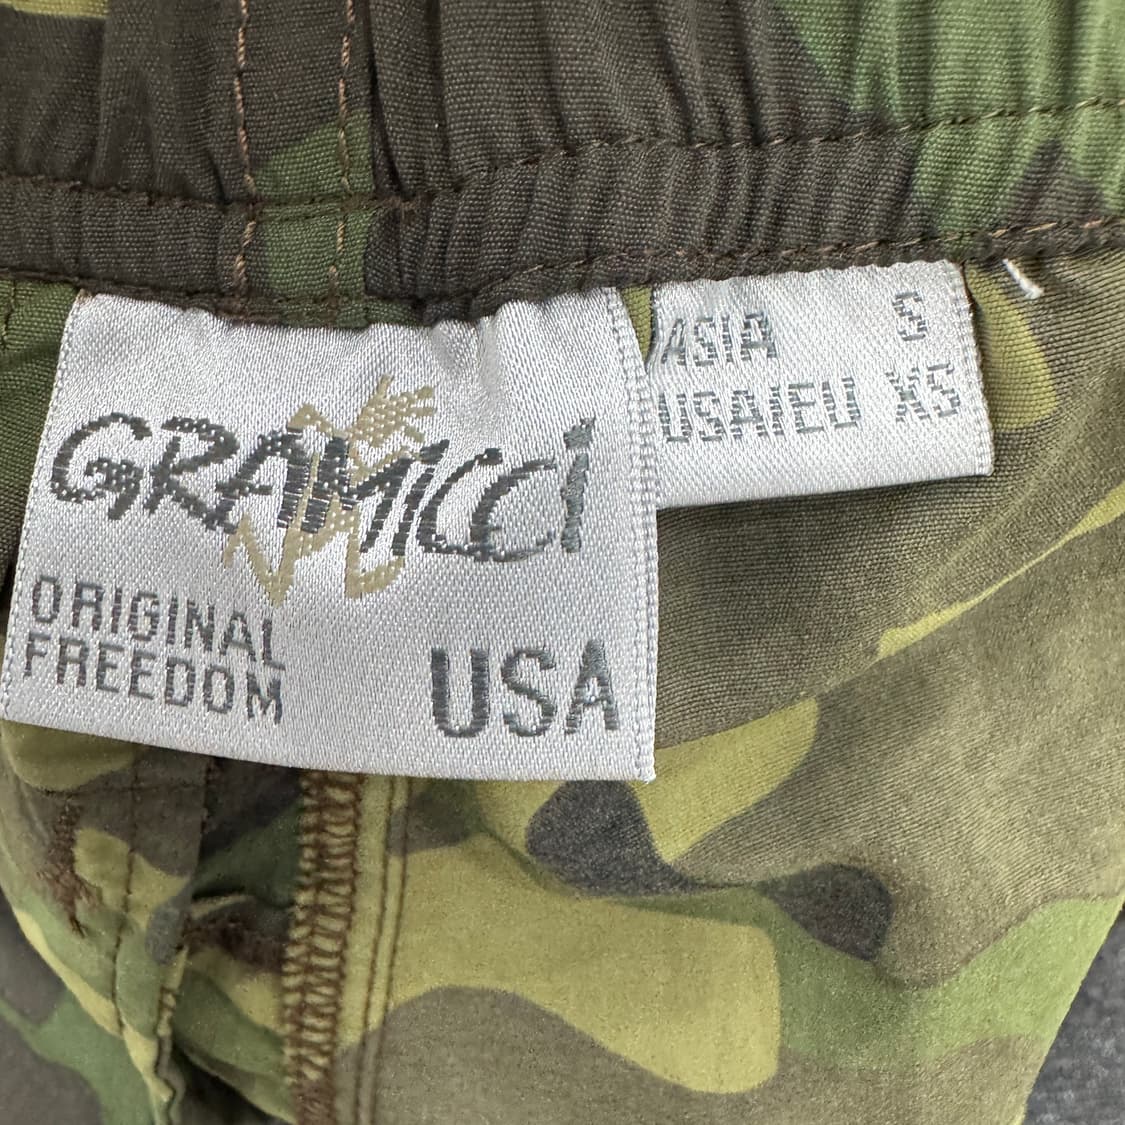 GRAMICCI
ORIGINAL
FREEDOM
USA
ASIA S
USA/EU XS